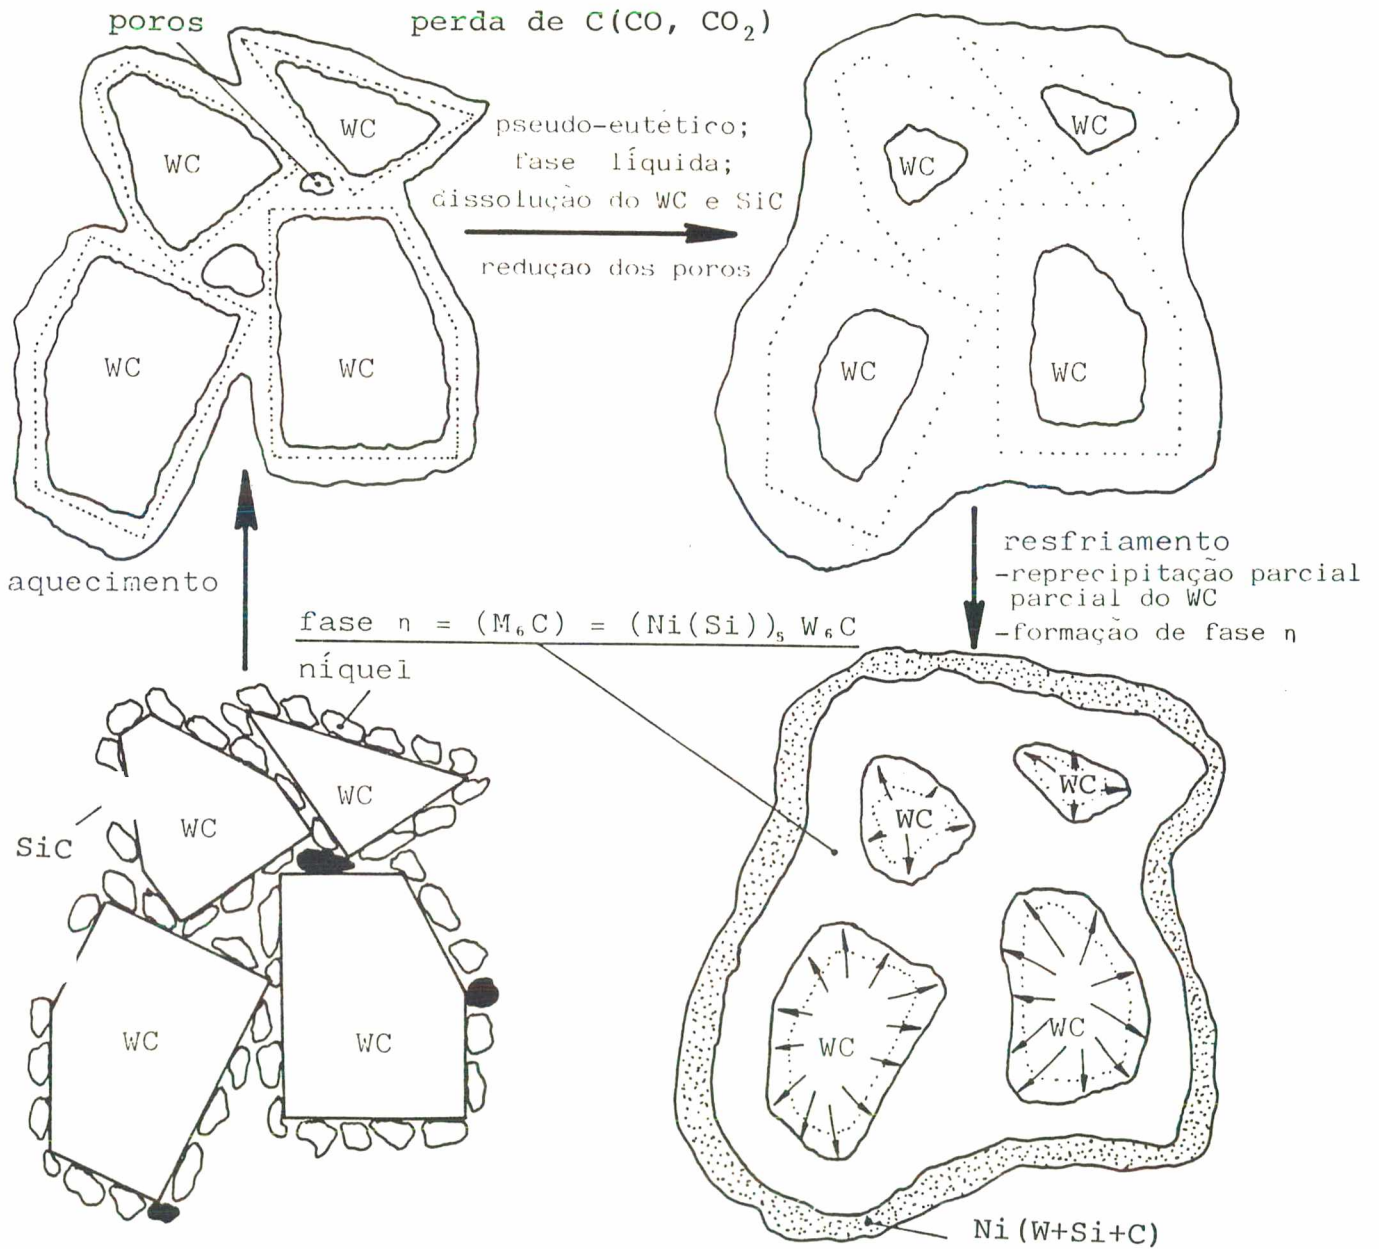 poros
perda de C(CO, CO₂)
WC
WC
WC
WC
pseudo-eutético;
fase líquida;
dissolução do WC e SiC
redução dos poros
WC
WC
WC
WC
aquecimento
resfriamento
-reprecipitação parcial
parcial do WC
-formação de fase η
fase η = (M₆C) = (Ni(Si))₅ W₆C
níquel
SiC
WC
WC
WC
WC
WC
WC
WC
WC
Ni(W+Si+C)